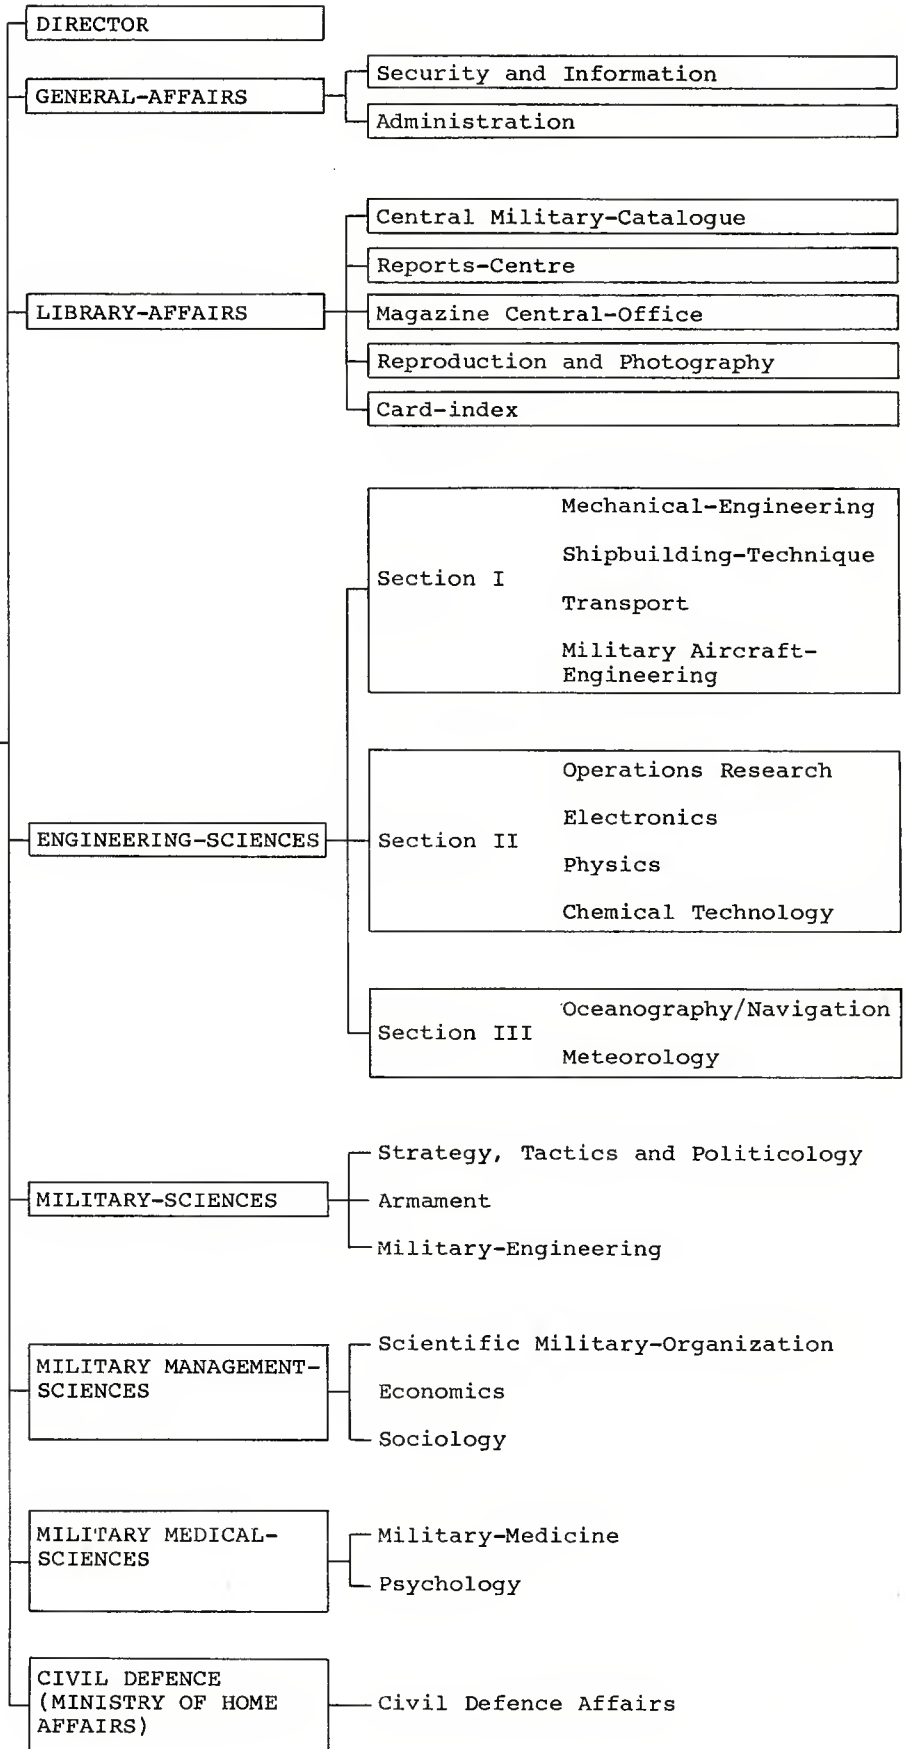 DIRECTOR
GENERAL-AFFAIRS
Security and Information
Administration
LIBRARY-AFFAIRS
Central Military-Catalogue
Reports-Centre
Magazine Central-Office
Reproduction and Photography
Card-index
ENGINEERING-SCIENCES
Section I
Mechanical-Engineering
Shipbuilding-Technique
Transport
Military Aircraft-
Engineering
Section II
Operations Research
Electronics
Physics
Chemical Technology
Section III
Oceanography/Navigation
Meteorology
MILITARY-SCIENCES
Strategy, Tactics and Politicology
Armament
Military-Engineering
MILITARY MANAGEMENT-
SCIENCES
Scientific Military-Organization
Economics
Sociology
MILITARY MEDICAL-
SCIENCES
Military-Medicine
Psychology
CIVIL DEFENCE
(MINISTRY OF HOME
AFFAIRS)
Civil Defence Affairs